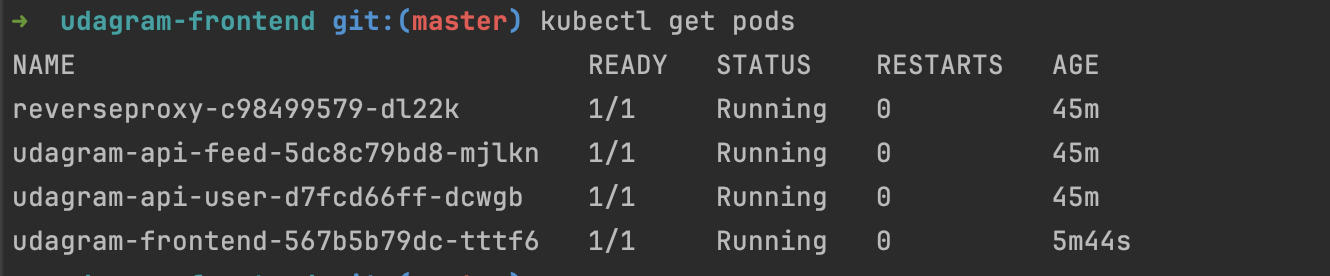 ➜  udagram-frontend git:(master) kubectl get pods
NAME                                READY   STATUS    RESTARTS   AGE
reverseproxy-c98499579-dl22k        1/1     Running   0          45m
udagram-api-feed-5dc8c79bd8-mjlkn   1/1     Running   0          45m
udagram-api-user-d7fcd66ff-dcwgb    1/1     Running   0          45m
udagram-frontend-567b5b79dc-tttf6   1/1     Running   0          5m44s